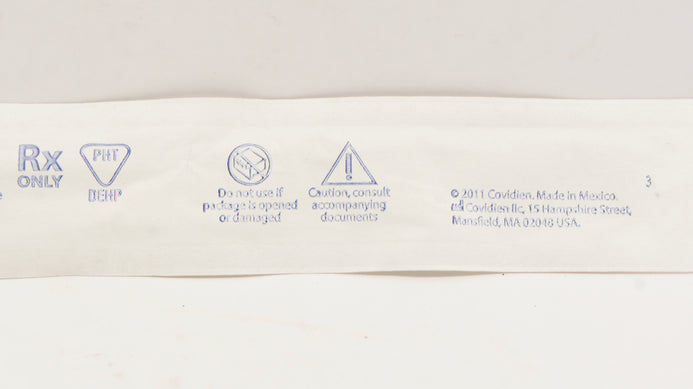 Rx
ONLY
PHT
DEHP
Do not use if
package is opened
or damaged
Caution, consult
accompanying
documents
© 2011 Covidien. Made in Mexico.
Covidien llc, 15 Hampshire Street,
Mansfield, MA 02048 USA.
3